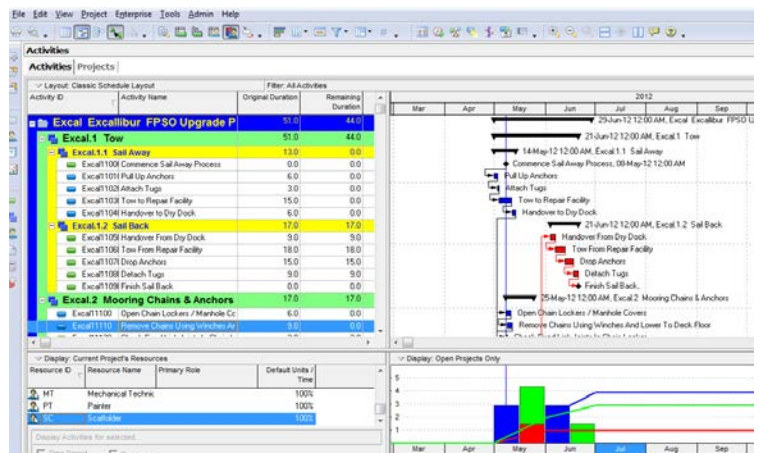 File Edit View Project Enterprise Tools Admin Help
Activities
Activities Projects
Layout: Classic Schedule Layout Filter: All Activities
Activity ID Activity Name Original Duration Remaining Duration 2012
Mar Apr May Jun Jul Aug Sep
Excal Excallibur FPSO Upgrade P 51.0 44.0 29-Jun-12 12:00 AM, Excal Excallibur FPSO U
Excal.1 Tow 51.0 44.0 21-Jun-12 12:00 AM, Excal.1 Tow
Excal.1.1 Sail Away 13.0 0.0 14-May-12 12:00 AM, Excal.1.1 Sail Away
Excal1100 Commence Sail Away Process 0.0 0.0 Commence Sail Away Process, 08-May-12 12:00 AM
Excal1101 Pull Up Anchors 6.0 0.0 Pull Up Anchors
Excal1102 Attach Tugs 3.0 0.0 Attach Tugs
Excal1103 Tow to Repair Facility 15.0 0.0 Tow to Repair Facility
Excal1104 Handover to Dry Dock 6.0 0.0 Handover to Dry Dock
Excal.1.2 Sail Back 17.0 17.0 21-Jun-12 12:00 AM, Excal.1.2 Sail Back
Excal1105 Handover From Dry Dock. 9.0 9.0 Handover From Dry Dock.
Excal1106 Tow From Repair Facility 18.0 18.0 Tow From Repair Facility
Excal1107 Drop Anchors 15.0 15.0 Drop Anchors
Excal1108 Detach Tugs 9.0 9.0 Detach Tugs
Excal1109 Finish Sail Back. 0.0 0.0 Finish Sail Back.
Excal.2 Mooring Chains & Anchors 17.0 0.0 25-May-12 12:00 AM, Excal.2 Mooring Chains & Anchors
Excal11100 Open Chain Lockers / Manhole Cc 6.0 0.0 Open Chain Lockers / Manhole Covers
Excal11110 Remove Chains Using Winches Ar 9.0 0.0 Remove Chains Using Winches And Lower To Deck Floor
Display: Current Project's Resources Display: Open Projects Only
Resource ID Resource Name Primary Role Default Units / Time
MT Mechanical Technic 100%
PT Painter 100%
SC Scaffolder 100%
5
4
3
2
1
Display Activities for selected...
Mar Apr May Jun Jul Aug Sep